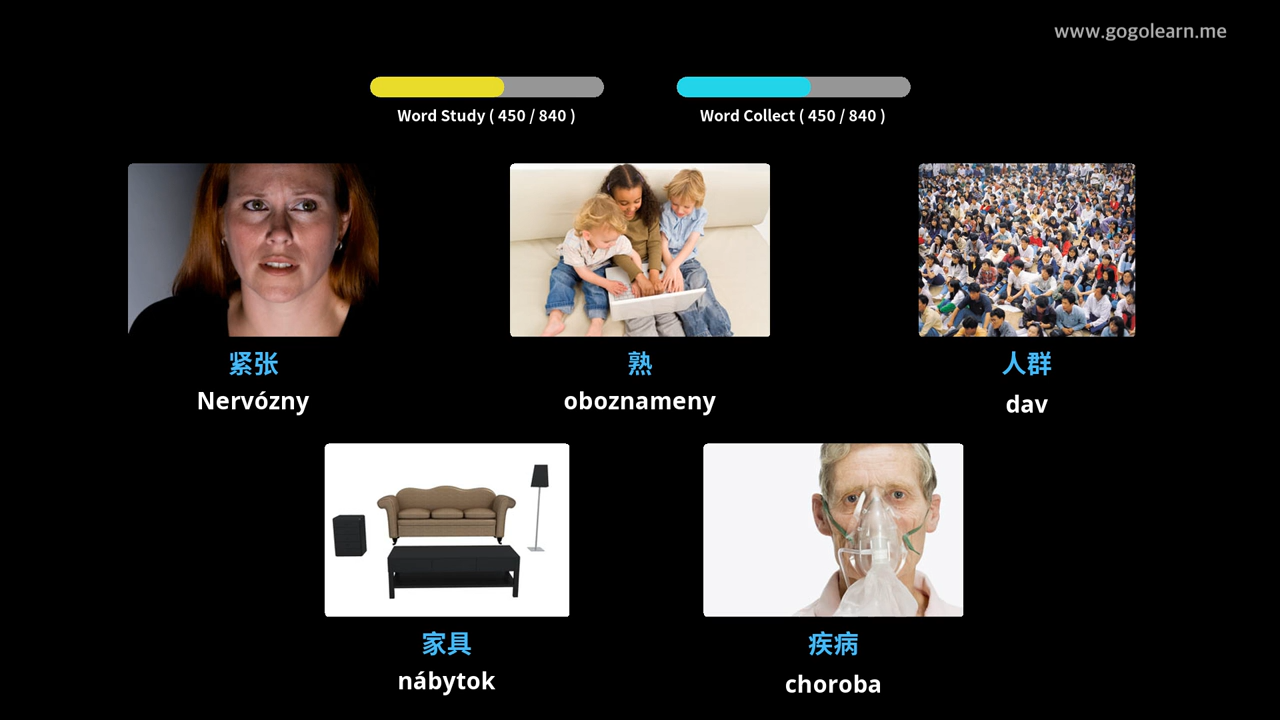 www.gogolearn.me
Word Study ( 450 / 840 )
Word Collect ( 450 / 840 )
紧张
Nervózny
熟
oboznameny
人群
dav
家具
nábytok
疾病
choroba